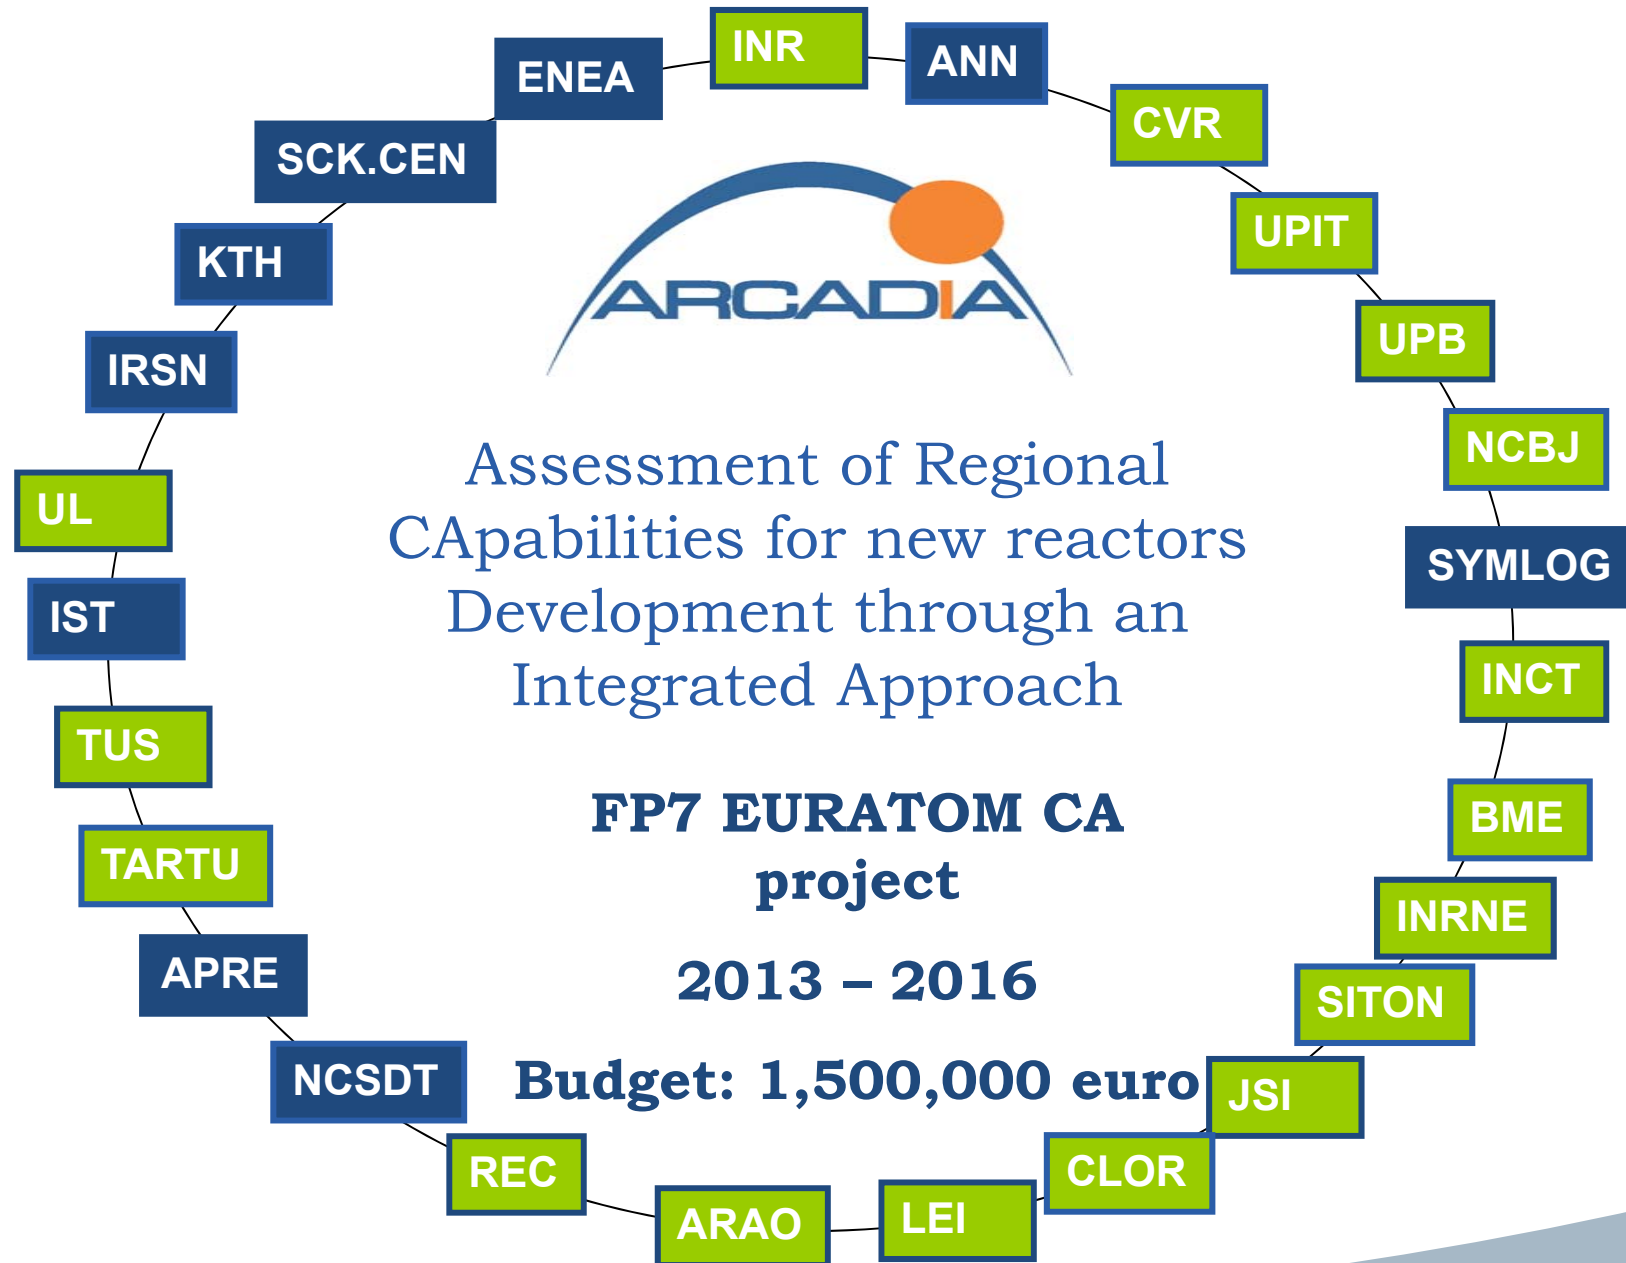 INR
ANN
ENEA
CVR
SCK.CEN
UPIT
KTH
ARCADIA
UPB
IRSN
NCBJ
Assessment of Regional
CApabilities for new reactors
Development through an
Integrated Approach
UL
SYMLOG
IST
INCT
TUS
FP7 EURATOM CA
project
BME
TARTU
INRNE
APRE
2013 – 2016
SITON
NCSDT
Budget: 1,500,000 euro
JSI
REC
CLOR
ARAO
LEI